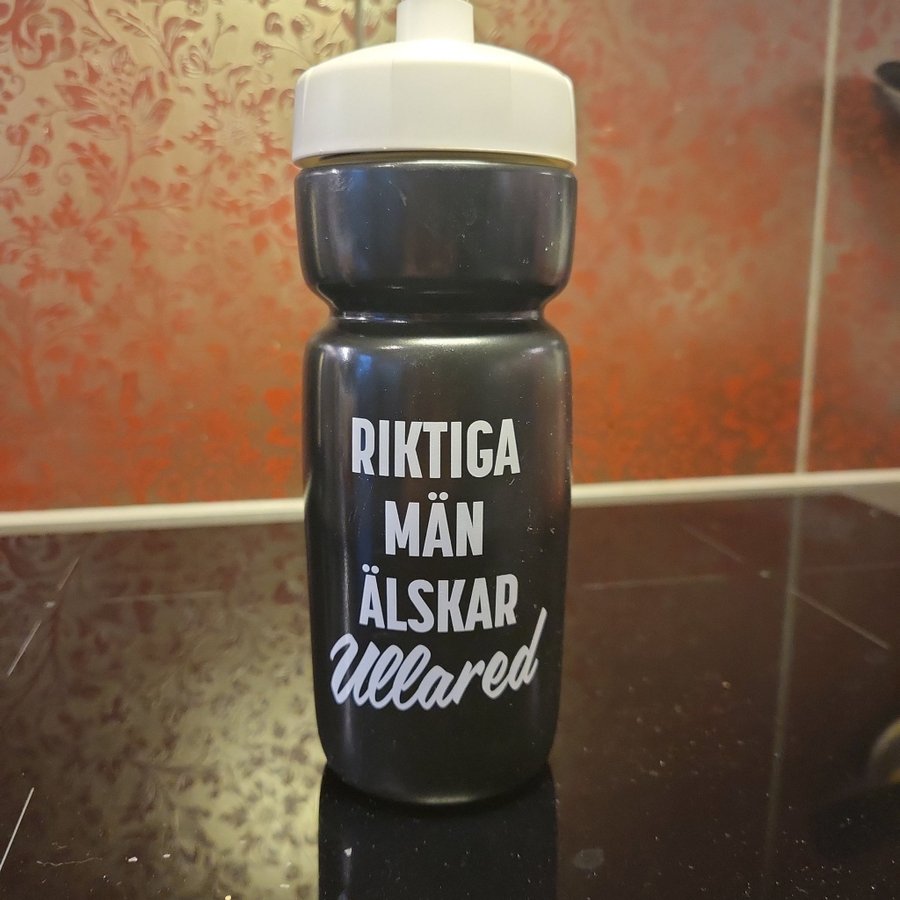 RIKTIGA
MÄN
ÄLSKAR
Ullared